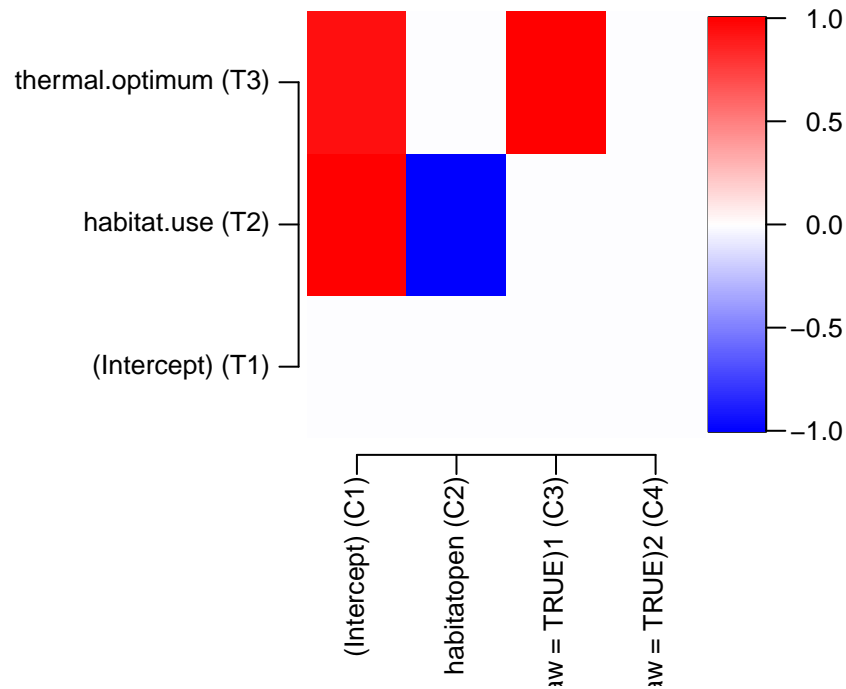 thermal.optimum (T3)
habitat.use (T2)
(Intercept) (T1)
1.0
0.5
0.0
−0.5
−1.0
(Intercept) (C1)
habitatopen (C2)
aw = TRUE)1 (C3)
aw = TRUE)2 (C4)